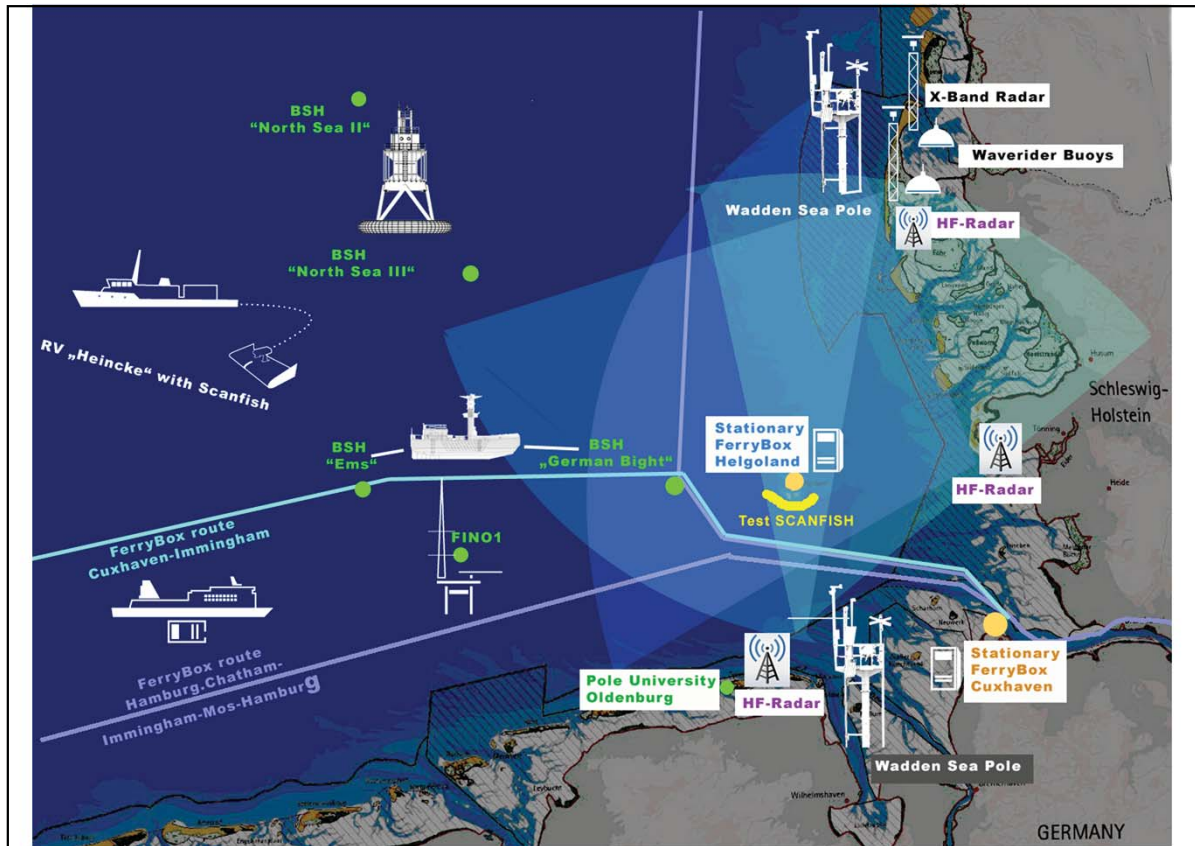 BSH
“North Sea II“
X-Band Radar
Waverider Buoys
Wadden Sea Pole
HF-Radar
BSH
“North Sea III“
RV „Heincke“ with Scanfish
Husum
Schleswig-
Holstein
Tönning
Heide
Stationary
FerryBox
Helgoland
BSH
“Ems“
BSH
„German Bight“
HF-Radar
Test SCANFISH
FerryBox route
Cuxhaven-Immingham
FINO1
Scharhörn
Neuwerk
FerryBox route
Hamburg.Chatham-
Immingham-Mos-Hamburg
Pole University
Oldenburg
HF-Radar
Stationary
FerryBox
Cuxhaven
Wadden Sea Pole
Leybucht
Wilhelmshaven
GERMANY